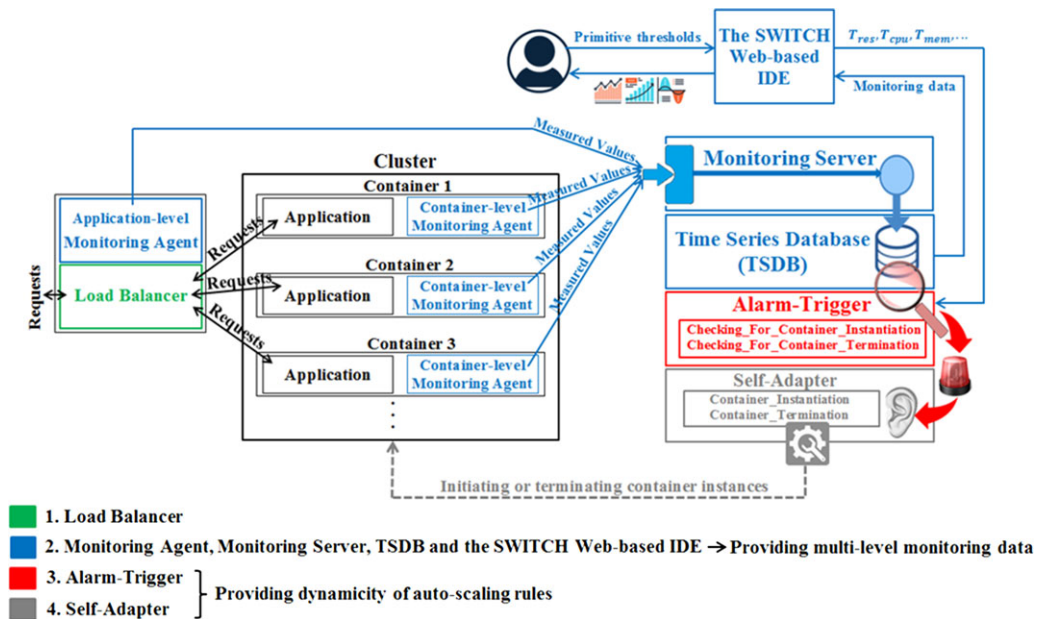 Primitive thresholds
The SWITCH
Web-based
IDE
T_res, T_cpu, T_mem, ...
Monitoring data
Measured Values
Measured Values
Measured Values
Measured Values
Cluster
Container 1
Application
Container-level
Monitoring Agent
Container 2
Application
Container-level
Monitoring Agent
Container 3
Application
Container-level
Monitoring Agent
Application-level
Monitoring Agent
Load Balancer
Requests
Requests
Requests
Requests
Monitoring Server
Time Series Database
(TSDB)
Alarm-Trigger
Checking_For_Container_Instantiation
Checking_For_Container_Termination
Self-Adapter
Container_Instantiation
Container_Termination
Initiating or terminating container instances
1. Load Balancer
2. Monitoring Agent, Monitoring Server, TSDB and the SWITCH Web-based IDE → Providing multi-level monitoring data
3. Alarm-Trigger
4. Self-Adapter
Providing dynamicity of auto-scaling rules